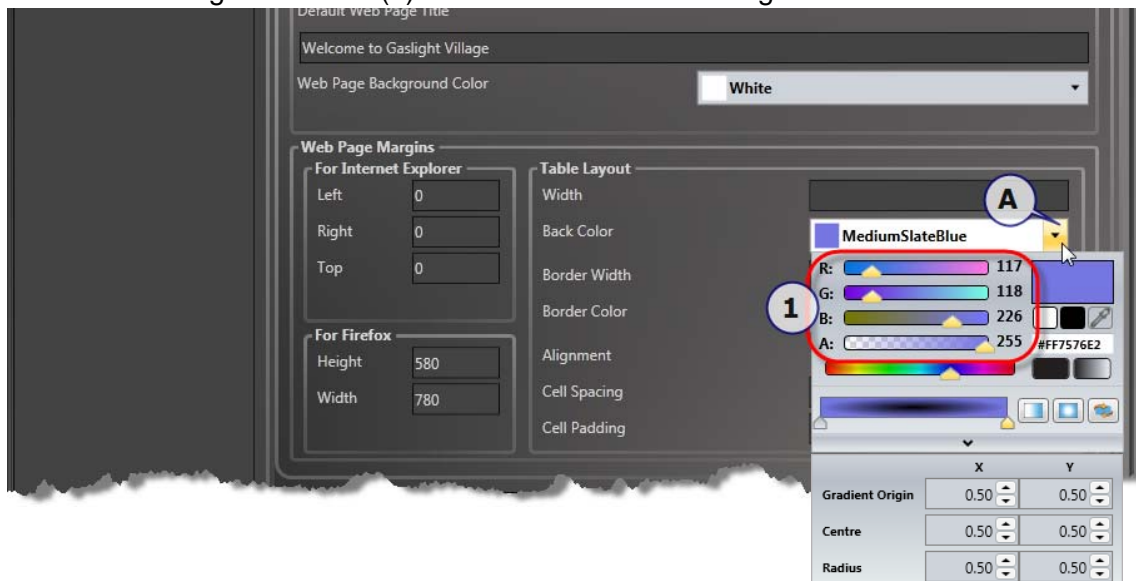 Default Web Page Title
Welcome to Gaslight Village
Web Page Background Color
White
Web Page Margins
For Internet Explorer
Left 0
Right 0
Top 0
For Firefox
Height 580
Width 780
Table Layout
Width
Back Color
Border Width
Border Color
Alignment
Cell Spacing
Cell Padding
A
MediumSlateBlue
1
R: 117
G: 118
B: 226
A: 255
#FF7576E2
X Y
Gradient Origin 0.50 0.50
Centre 0.50 0.50
Radius 0.50 0.50